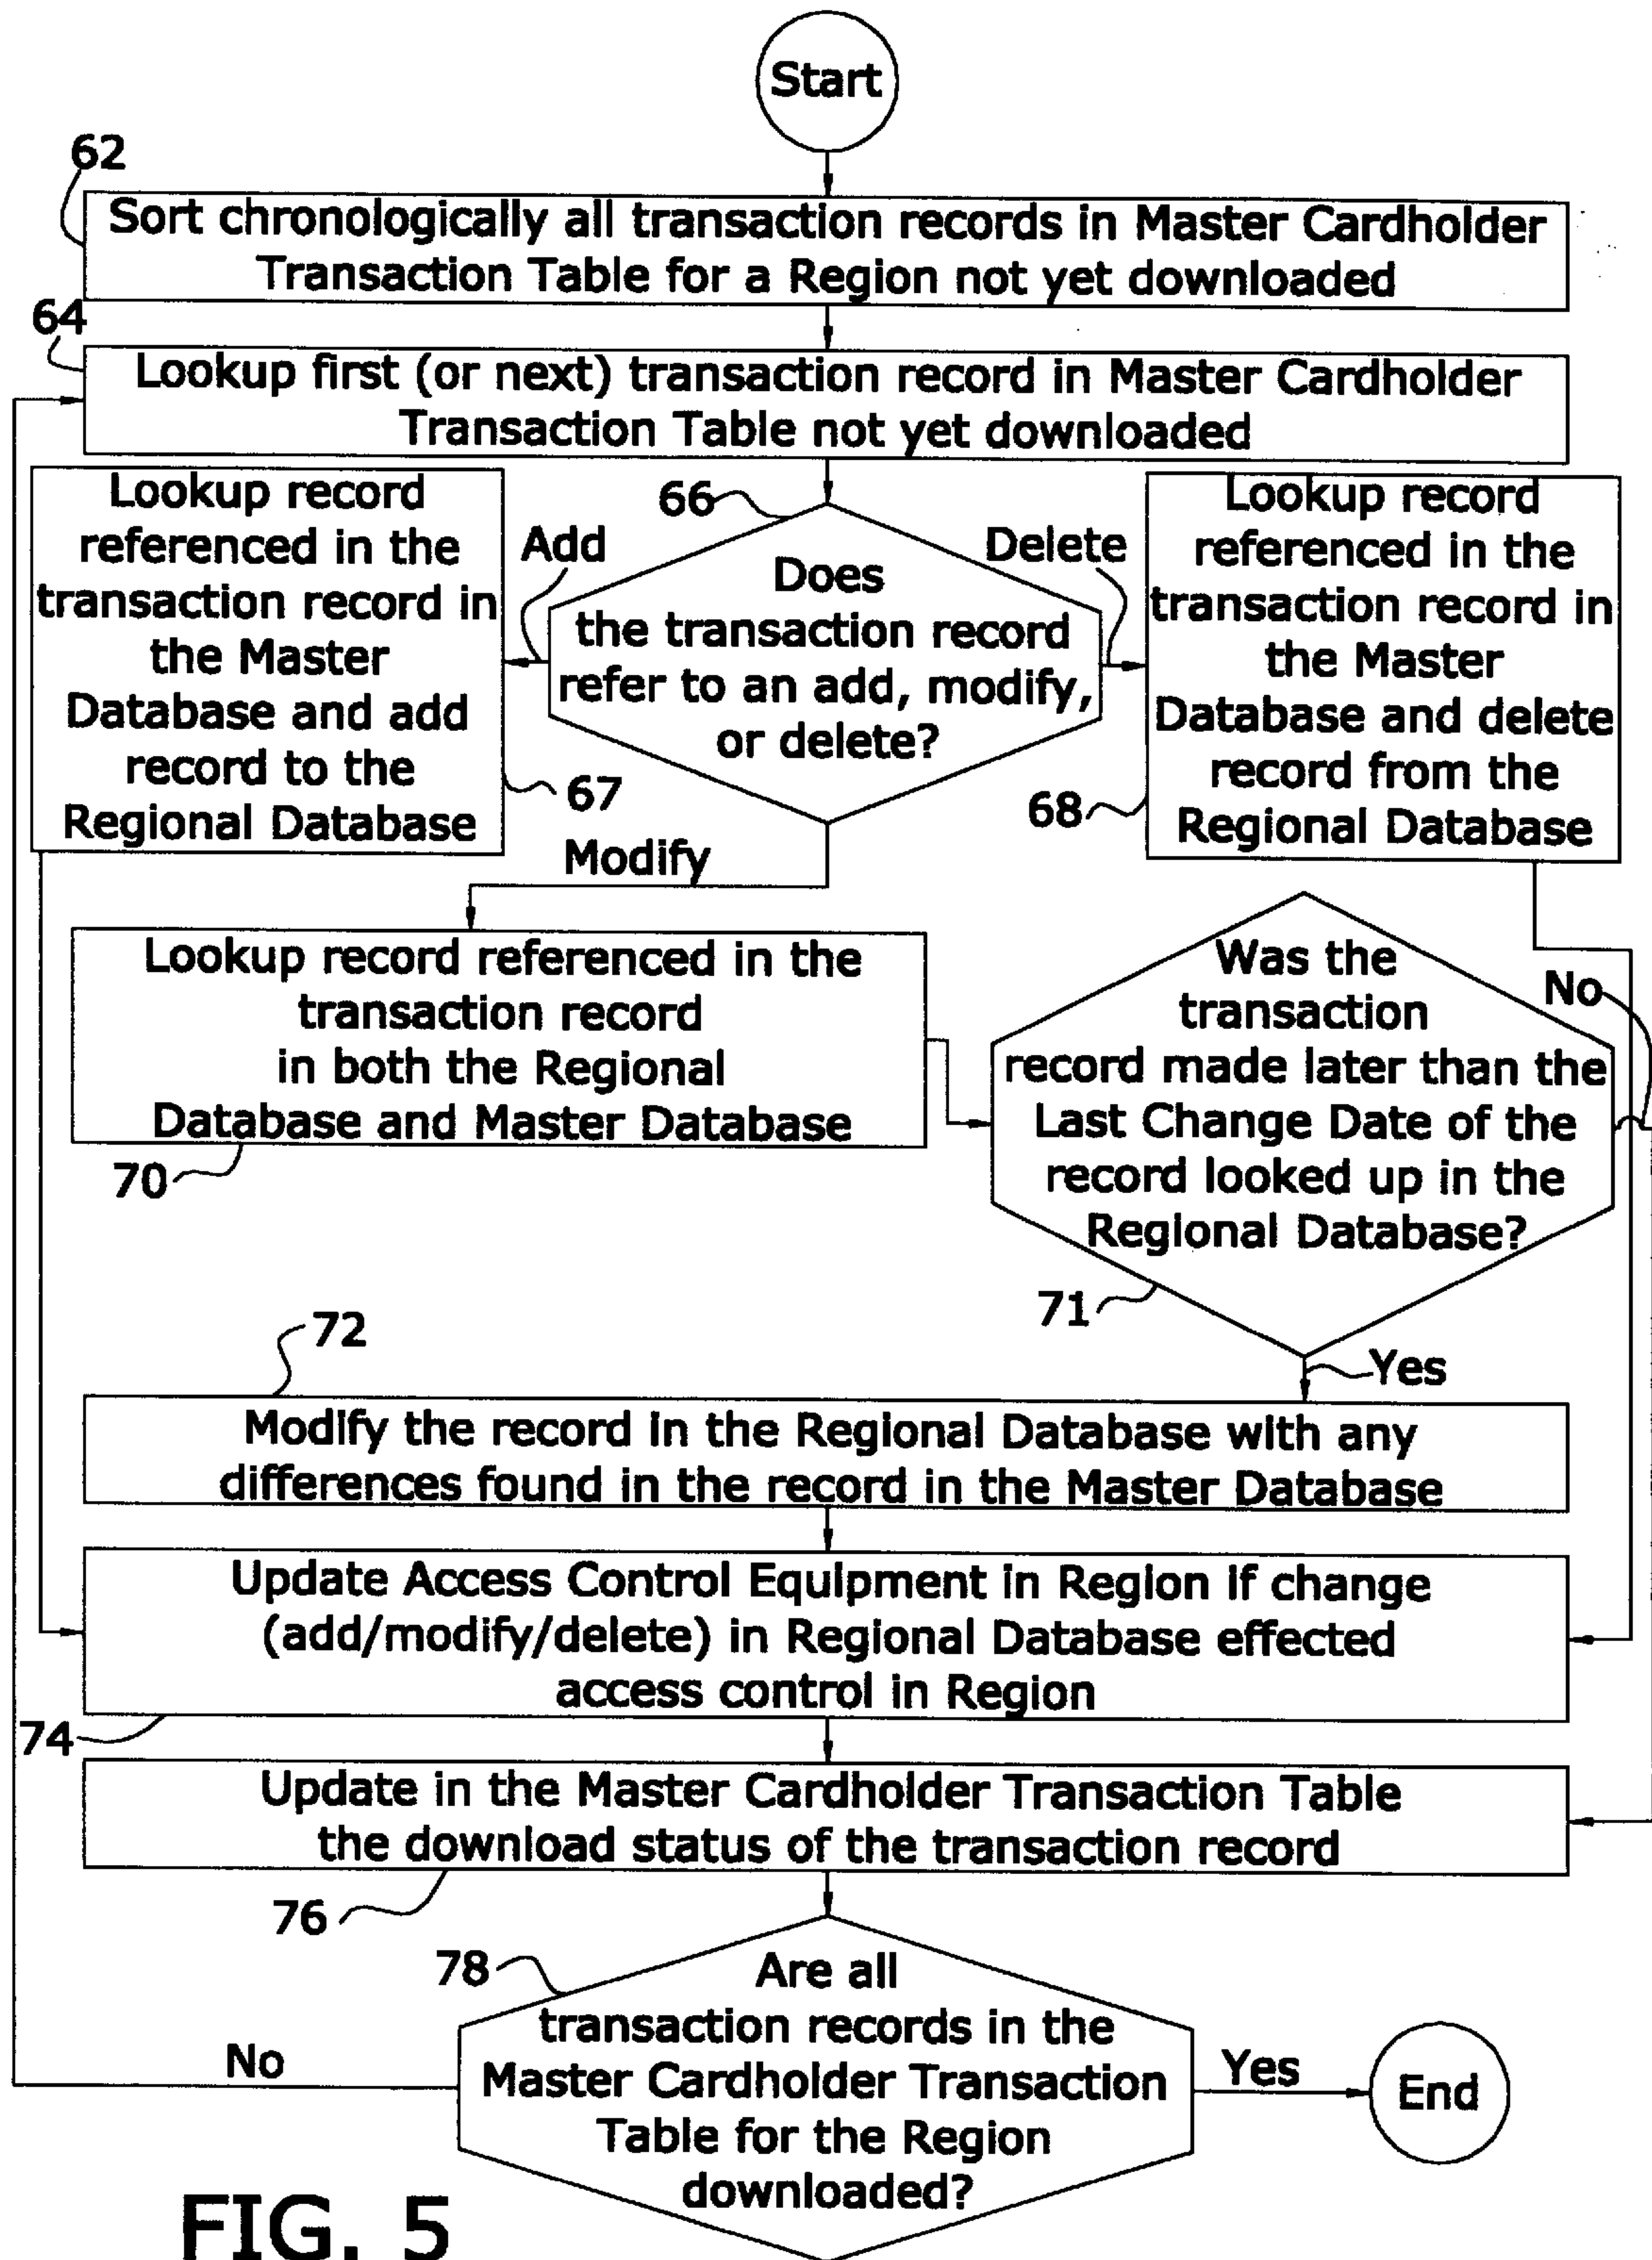 Start
62
Sort chronologically all transaction records in Master Cardholder
Transaction Table for a Region not yet downloaded
64
Lookup first (or next) transaction record in Master Cardholder
Transaction Table not yet downloaded
Lookup record
referenced in the
transaction record in
the Master
Database and add
record to the
Regional Database
67
Add
66
Does
the transaction record
refer to an add, modify,
or delete?
Delete
Lookup record
referenced in the
transaction record in
the Master
Database and delete
record from the
Regional Database
68
Modify
Lookup record referenced in the
transaction record
in both the Regional
Database and Master Database
70
Was the
transaction
record made later than the
Last Change Date of the
record looked up in the
Regional Database?
No
71
Yes
72
Modify the record in the Regional Database with any
differences found in the record in the Master Database
Update Access Control Equipment in Region if change
(add/modify/delete) in Regional Database effected
access control in Region
74
Update in the Master Cardholder Transaction Table
the download status of the transaction record
76
78
Are all
transaction records in the
Master Cardholder Transaction
Table for the Region
downloaded?
No
Yes
End
FIG. 5